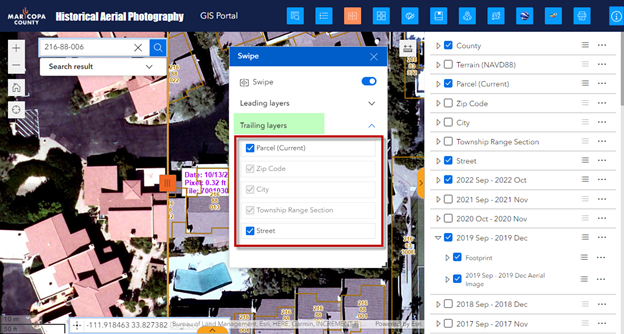 MARICOPA
COUNTY
Historical Aerial Photography
GIS Portal
216-88-006
Search result
Swipe
Swipe
Leading layers
Trailing layers
Parcel (Current)
Zip Code
City
Township Range Section
Street
Date: 10/13/2
Pixel: 0.32 ft
County
Terrain (NAVD88)
Parcel (Current)
Zip Code
City
Township Range Section
Street
2022 Sep - 2022 Oct
2021 Sep - 2021 Nov
2020 Oct - 2020 Nov
2019 Sep - 2019 Dec
Footprint
2019 Sep - 2019 Dec Aerial
Image
2018 Sep - 2018 Dec
2017 Sep - 2017 Nov
-111.918463 33.827382
Bureau of Land Management, Esri, HERE, Garmin, INCREMENT
Powered by Esri